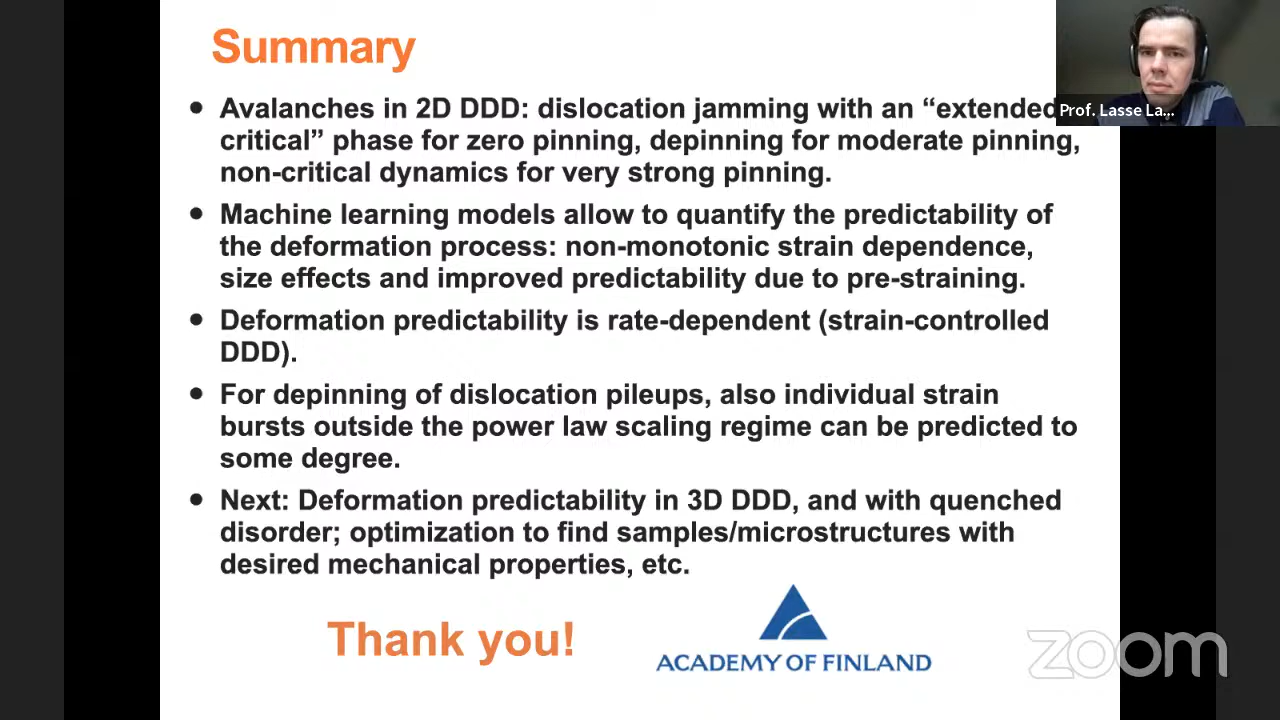 Summary
Prof. Lasse La...
• Avalanches in 2D DDD: dislocation jamming with an “extended
critical” phase for zero pinning, depinning for moderate pinning,
non-critical dynamics for very strong pinning.
• Machine learning models allow to quantify the predictability of
the deformation process: non-monotonic strain dependence,
size effects and improved predictability due to pre-straining.
• Deformation predictability is rate-dependent (strain-controlled
DDD).
• For depinning of dislocation pileups, also individual strain
bursts outside the power law scaling regime can be predicted to
some degree.
• Next: Deformation predictability in 3D DDD, and with quenched
disorder; optimization to find samples/microstructures with
desired mechanical properties, etc.
Thank you!
ACADEMY OF FINLAND
zoom